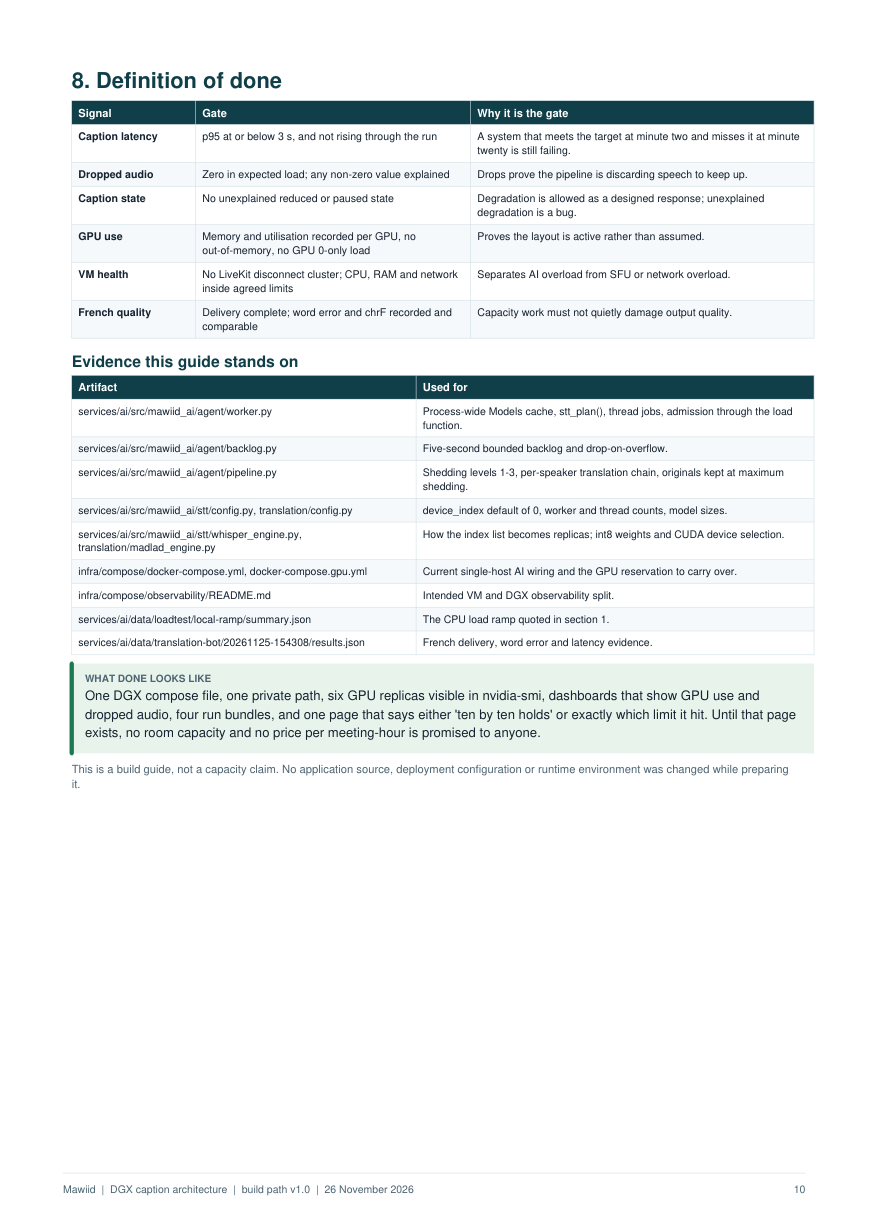 8. Definition of done
Signal Gate Why it is the gate
Caption latency p95 at or below 3 s, and not rising through the run A system that meets the target at minute two and misses it at minute
twenty is still failing.
Dropped audio Zero in expected load; any non-zero value explained Drops prove the pipeline is discarding speech to keep up.
Caption state No unexplained reduced or paused state Degradation is allowed as a designed response; unexplained
degradation is a bug.
GPU use Memory and utilisation recorded per GPU, no Proves the layout is active rather than assumed.
out-of-memory, no GPU 0-only load
VM health No LiveKit disconnect cluster; CPU, RAM and network Separates AI overload from SFU or network overload.
inside agreed limits
French quality Delivery complete; word error and chrF recorded and Capacity work must not quietly damage output quality.
comparable
Evidence this guide stands on
Artifact Used for
services/ai/src/mawiid_ai/agent/worker.py Process-wide Models cache, stt_plan(), thread jobs, admission through the load
function.
services/ai/src/mawiid_ai/agent/backlog.py Five-second bounded backlog and drop-on-overflow.
services/ai/src/mawiid_ai/agent/pipeline.py Shedding levels 1-3, per-speaker translation chain, originals kept at maximum
shedding.
services/ai/src/mawiid_ai/stt/config.py, translation/config.py device_index default of 0, worker and thread counts, model sizes.
services/ai/src/mawiid_ai/stt/whisper_engine.py, How the index list becomes replicas; int8 weights and CUDA device selection.
translation/madlad_engine.py
infra/compose/docker-compose.yml, docker-compose.gpu.yml Current single-host AI wiring and the GPU reservation to carry over.
infra/compose/observability/README.md Intended VM and DGX observability split.
services/ai/data/loadtest/local-ramp/summary.json The CPU load ramp quoted in section 1.
services/ai/data/translation-bot/20261125-154308/results.json French delivery, word error and latency evidence.
WHAT DONE LOOKS LIKE
One DGX compose file, one private path, six GPU replicas visible in nvidia-smi, dashboards that show GPU use and
dropped audio, four run bundles, and one page that says either 'ten by ten holds' or exactly which limit it hit. Until that page
exists, no room capacity and no price per meeting-hour is promised to anyone.
This is a build guide, not a capacity claim. No application source, deployment configuration or runtime environment was changed while preparing
it.
Mawiid | DGX caption architecture | build path v1.0 | 26 November 2026 10